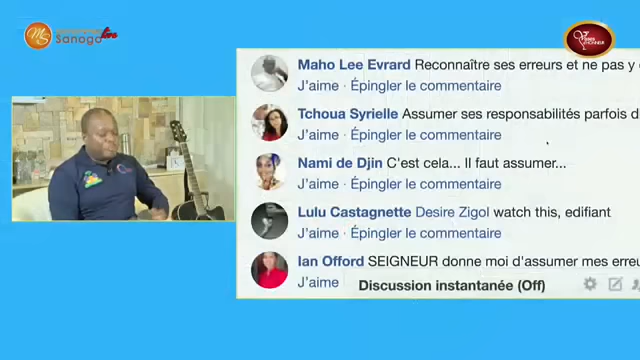 Sanogo live
MS
Maho Lee Evrard Reconnaître ses erreurs et ne pas y
J'aime · Épingler le commentaire
Tchoua Syrielle Assumer ses responsabilités parfois d
J'aime · Épingler le commentaire
Nami de Djin C'est cela... Il faut assumer...
J'aime · Épingler le commentaire
Lulu Castagnette Desire Zigol watch this, edifiant
J'aime · Épingler le commentaire
Ian Offord SEIGNEUR donne moi d'assumer mes erreu
J'aime
Discussion instantanée (Off)